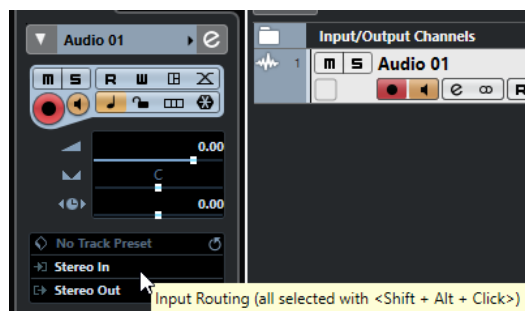 Audio 01
m S R W
0.00
C
0.00
No Track Preset
Stereo In
Stereo Out
Input/Output Channels
1 m S Audio 01
e R
Input Routing (all selected with <Shift + Alt + Click>)